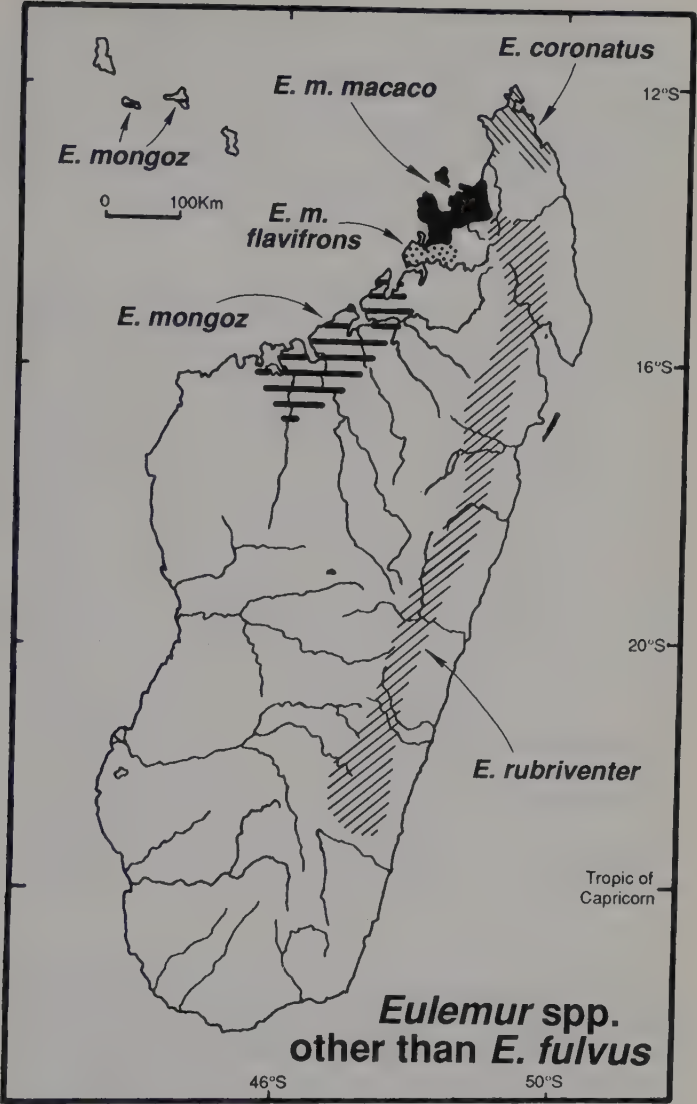 E. coronatus
12°S
E. m. macaco
E. mongoz
0 100Km
E. m.
flavifrons
E. mongoz
16°S
20°S
E. rubriventer
Tropic of
Capricorn
Eulemur spp.
other than E. fulvus
46°S
50°S